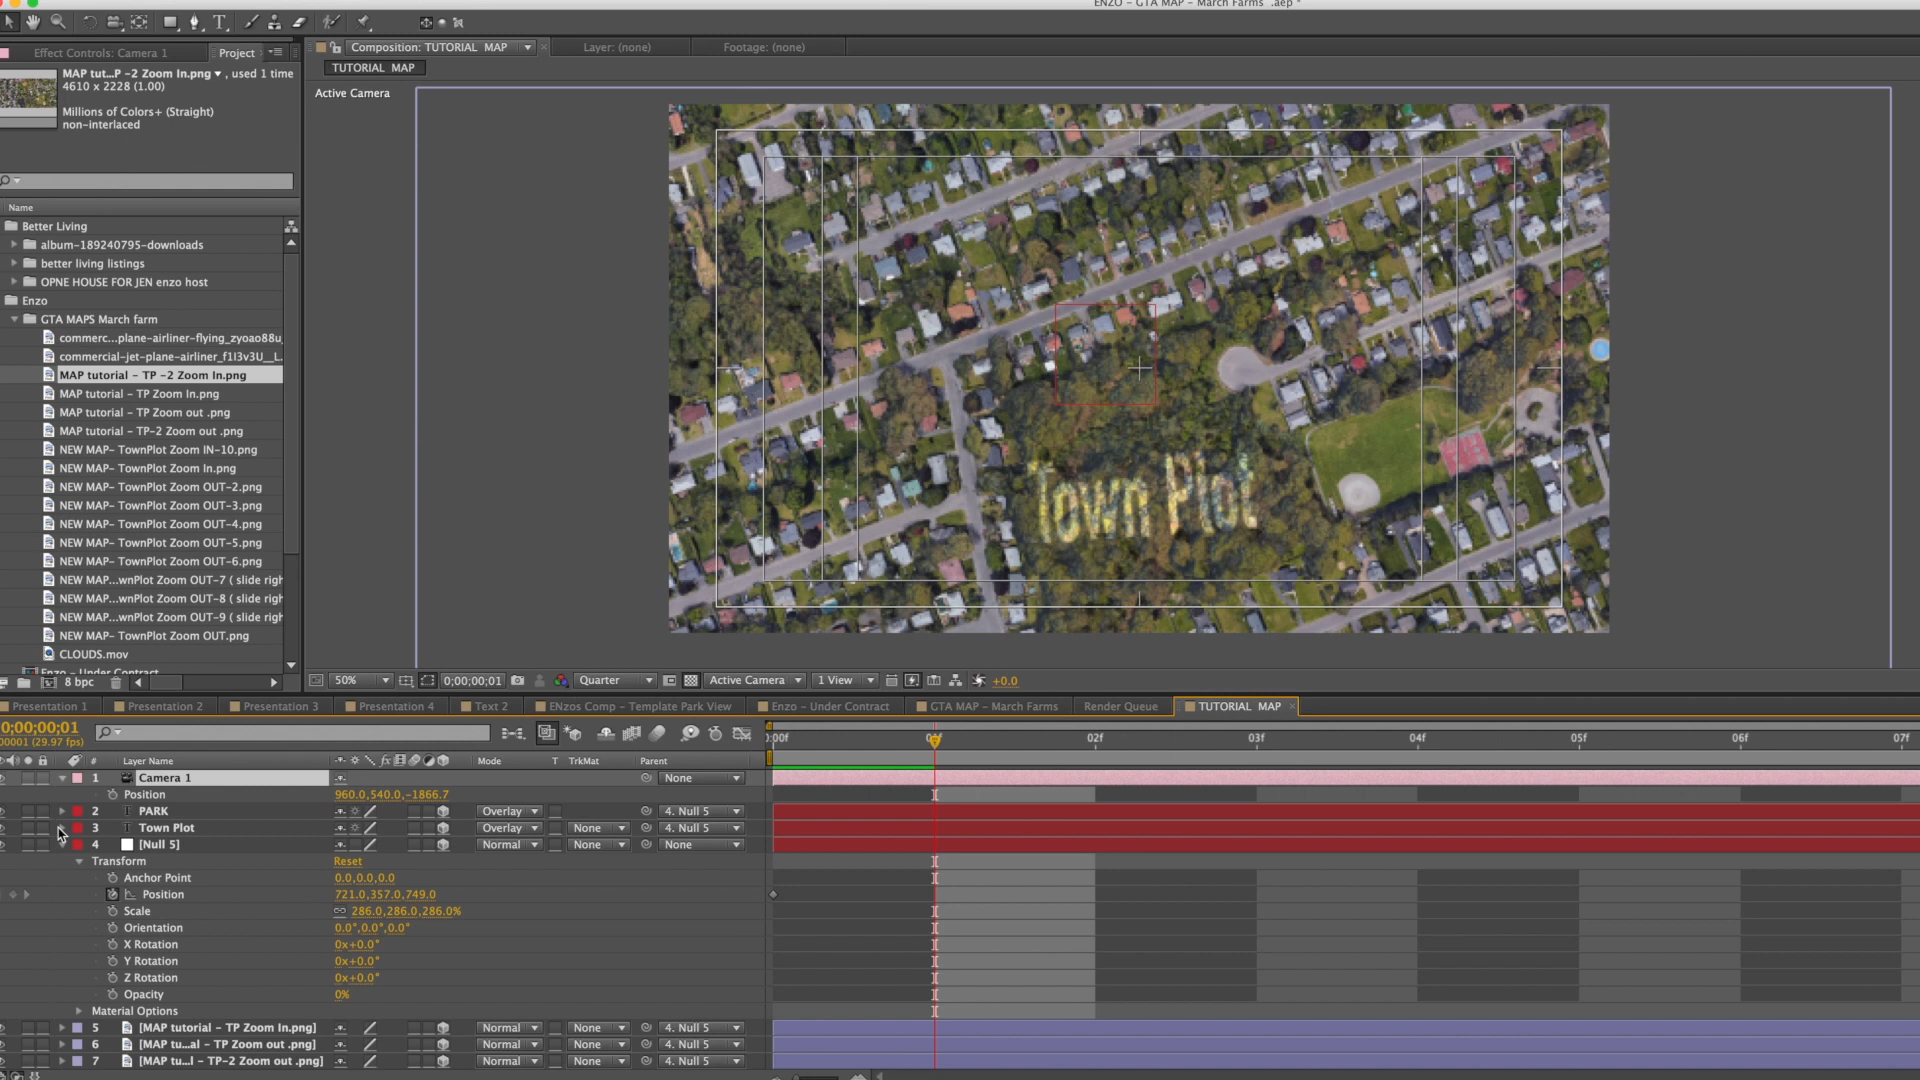 ENZO - GTA MAP - March Farms .aep *
Effect Controls: Camera 1
Project
Composition: TUTORIAL MAP
Layer: (none)
Footage: (none)
MAP tut...P -2 Zoom In.png ▾ , used 1 time
4610 x 2228 (1.00)
Millions of Colors+ (Straight)
non-interlaced
TUTORIAL MAP
Active Camera
Name
Better Living
album-189240795-downloads
better living listings
OPNE HOUSE FOR JEN enzo host
Enzo
GTA MAPS March farm
commerc...plane-airliner-flying_zyoao88u_
commercial-jet-plane-airliner_f1l3v3U__L.
MAP tutorial - TP -2 Zoom In.png
MAP tutorial - TP Zoom In.png
MAP tutorial - TP Zoom out .png
MAP tutorial - TP-2 Zoom out .png
NEW MAP- TownPlot Zoom IN-10.png
NEW MAP- TownPlot Zoom In.png
NEW MAP- TownPlot Zoom OUT-2.png
NEW MAP- TownPlot Zoom OUT-3.png
NEW MAP- TownPlot Zoom OUT-4.png
NEW MAP- TownPlot Zoom OUT-5.png
NEW MAP- TownPlot Zoom OUT-6.png
NEW MAP...wnPlot Zoom OUT-7 ( slide righ
NEW MAP...wnPlot Zoom OUT-8 ( slide righ
NEW MAP...wnPlot Zoom OUT-9 ( slide righ
NEW MAP- TownPlot Zoom OUT.png
CLOUDS.mov
Enzo - Under Contract
Town Plot
8 bpc
50%
0;00;00;01
Quarter
Active Camera
1 View
+0.0
Presentation 1
Presentation 2
Presentation 3
Presentation 4
Text 2
ENzos Comp - Template Park View
Enzo - Under Contract
GTA MAP - March Farms
Render Queue
TUTORIAL MAP
0;00;00;01
00001 (29.97 fps)
:00f
02f
03f
04f
05f
06f
07f
# Layer Name
Mode
T TrkMat
Parent
1 Camera 1 None
Position 960.0,540.0,-1866.7
2 PARK Overlay 4. Null 5
3 Town Plot Overlay None 4. Null 5
4 [Null 5] Normal None None
Transform Reset
Anchor Point 0.0,0.0,0.0
Position 721.0,357.0,749.0
Scale 286.0,286.0,286.0%
Orientation 0.0°,0.0°,0.0°
X Rotation 0x+0.0°
Y Rotation 0x+0.0°
Z Rotation 0x+0.0°
Opacity 0%
Material Options
5 [MAP tutorial - TP Zoom In.png] Normal None 4. Null 5
6 [MAP tu...al - TP Zoom out .png] Normal None 4. Null 5
7 [MAP tu...l - TP-2 Zoom out .png] Normal None 4. Null 5